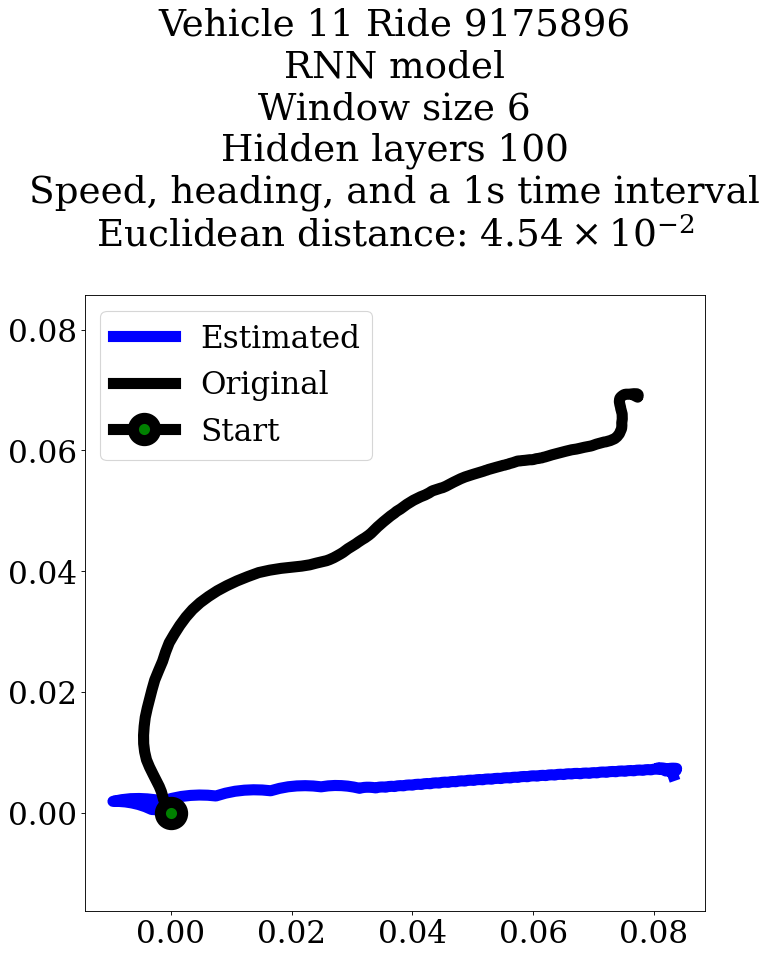 Vehicle 11 Ride 9175896
RNN model
Window size 6
Hidden layers 100
Speed, heading, and a 1s time interval
Euclidean distance: 4.54 × 10⁻²
Estimated
Original
Start
0.08
0.06
0.04
0.02
0.00
0.00 0.02 0.04 0.06 0.08